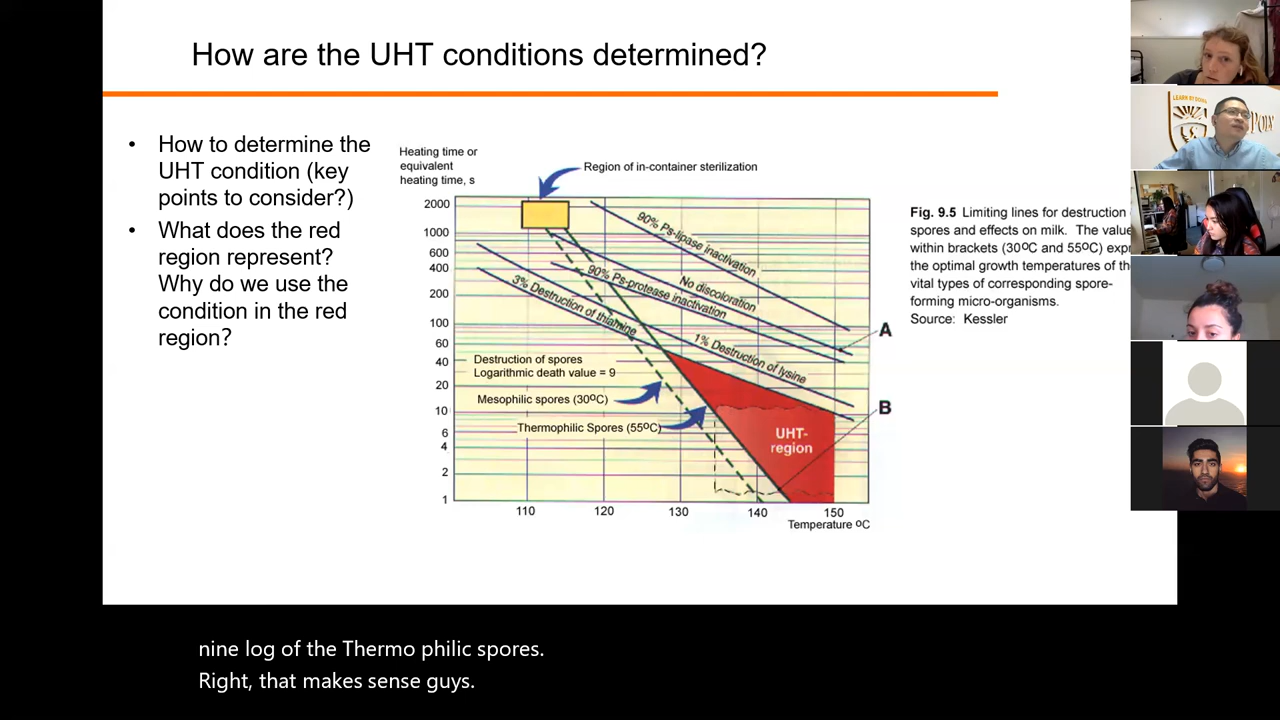 How are the UHT conditions determined?
• How to determine the
UHT condition (key
points to consider?)
• What does the red
region represent?
Why do we use the
condition in the red
region?
Heating time or
equivalent
heating time, s
Region of in-container sterilization
2000
1000
600
400
200
100
60
40
20
10
6
4
2
1
90% Ps-lipase inactivation
No discoloration
90% Ps-protease inactivation
3% Destruction of thiamine
1% Destruction of lysine
Destruction of spores
Logarithmic death value = 9
Mesophilic spores (30ºC)
Thermophilic Spores (55ºC)
UHT-
region
A
B
110 120 130 140 150
Temperature ºC
Fig. 9.5 Limiting lines for destruction
spores and effects on milk. The value
within brackets (30ºC and 55ºC)
the optimal growth temperatures of
vital types of corresponding spore-
forming micro-organisms.
Source: Kessler
LEARN BY DOING
POLY
nine log of the Thermo philic spores.
Right, that makes sense guys.